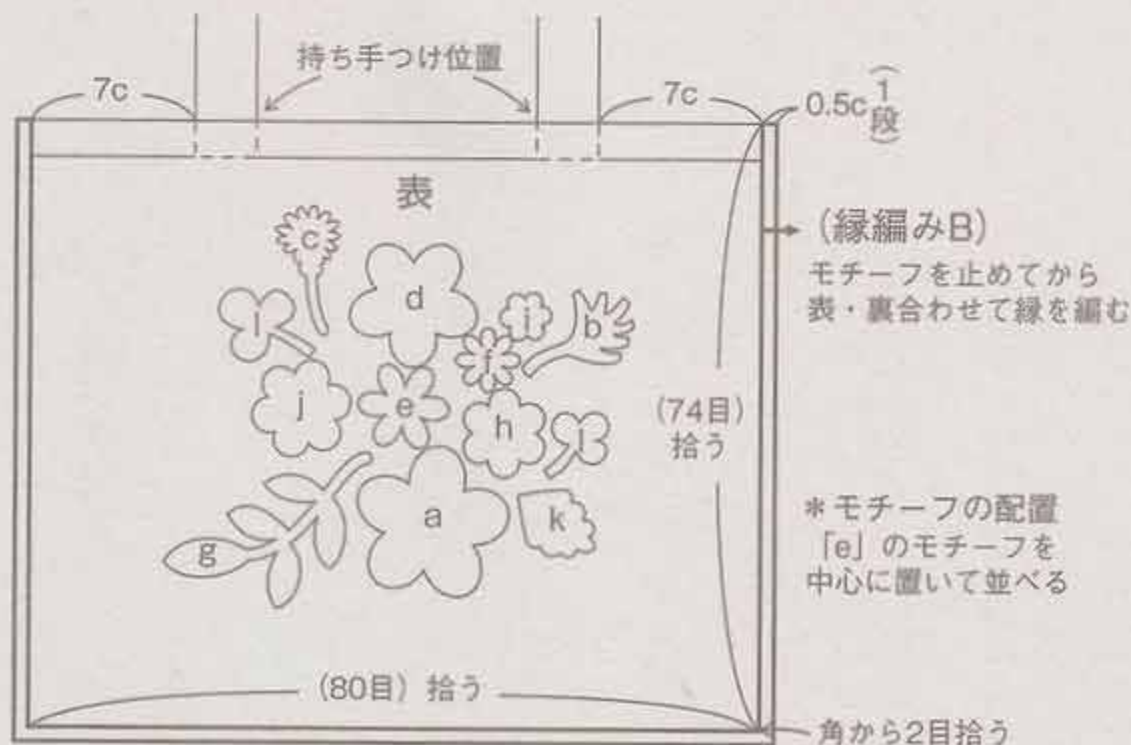 持ち手つけ位置
7c
7c
0.5c(1段)
表
(縁編みB)
モチーフを止めてから
表・裏合わせて縁を編む
c
d
i
i
b
f
j
e
h
l
(74目)
拾う
a
k
g
*モチーフの配置
「e」のモチーフを
中心に置いて並べる
(80目) 拾う
角から2目拾う